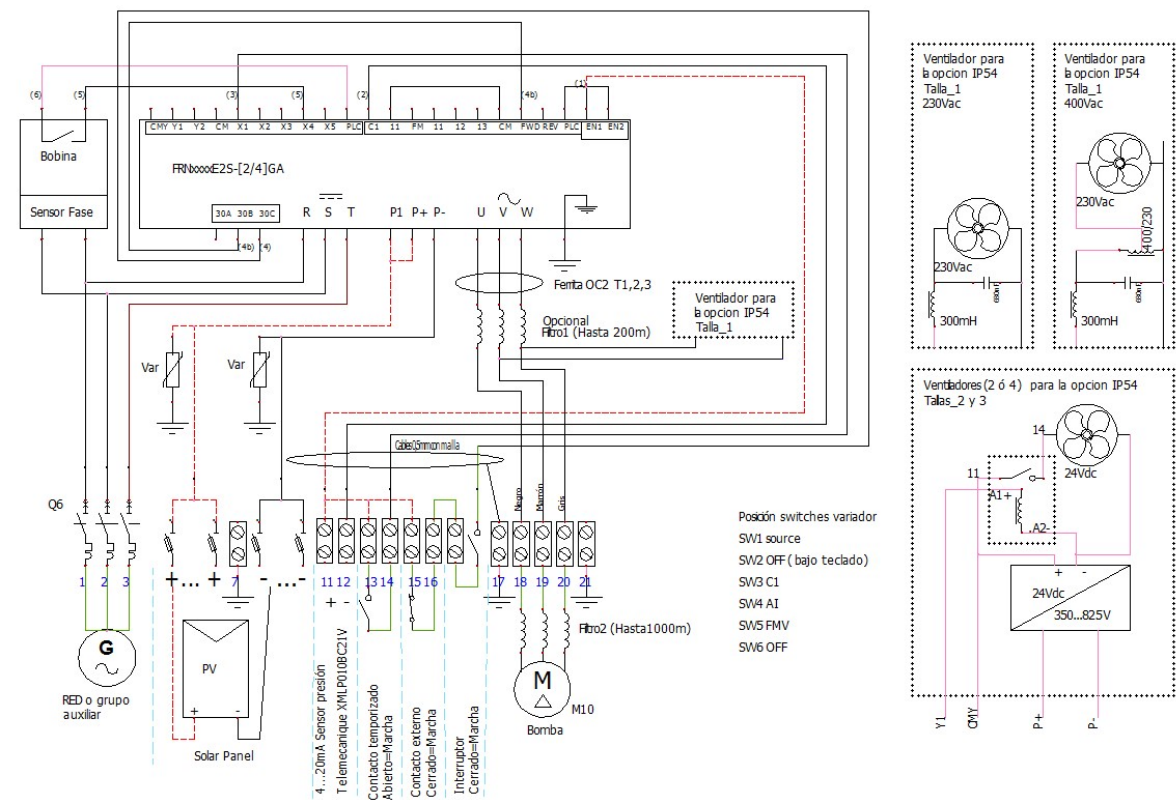 (6)
(5)
(3)
(5)
(2)
(4b)
(1)
CMY Y1 Y2 CM X1 X2 X3 X4 X5 PLC C1 11 FM 11 12 13 CM FWD REV PLC EN1 EN2
Bobina
Sensor Fase
FRNxxxxE2S-[2/4]GA
30A 30B 30C
R S T
P1 P+ P-
U V W
(4b) (4)
Ferrita OC2 T1,2,3
Opcional
Filtro1 (Hasta 200m)
Ventilador para
la opcion IP54
Talla_1
Var
Var
Cables0,5mmxconmailla
Q6
Negro
Marrón
Gris
1 2 3
+... +
7
- ...-
11 12 13 14 15 16 17 18 19 20 21
+ -
G
RED o grupo
auxiliar
PV
+ -
Solar Panel
4...20mA Sensor presión
Telemecanique XMLP010BC21V
Contacto temporizado
Abierto=Marcha
Contacto externo
Cerrado=Marcha
Interruptor
Cerrado=Marcha
Filtro2 (Hasta1000m)
M
M10
Bomba
Posición switches variador
SW1 source
SW2 OFF ( bajo teclado)
SW3 C1
SW4 AI
SW5 FMV
SW6 OFF
Ventilador para
la opcion IP54
Talla_1
230Vac
230Vac
300mH
Ventilador para
la opcion IP54
Talla_1
400Vac
230Vac
400/230
300mH
Ventiladores (2 ó 4) para la opcion IP54
Tallas_2 y 3
14
11
24Vdc
A1+
A2-
+ -
24Vdc
350...825V
Y1
CMY
P+
P-